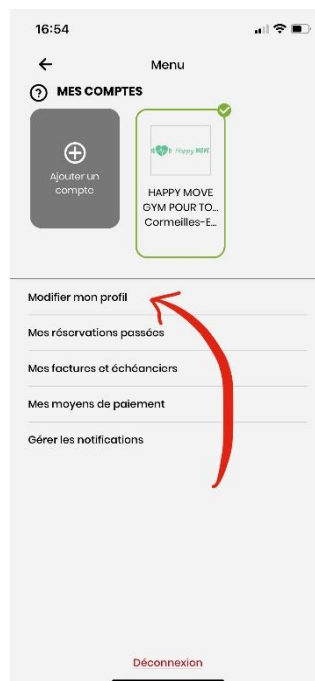 16:54
Menu
? MES COMPTES
Ajouter un
compte
Happy MOVE
HAPPY MOVE
GYM POUR TO...
Cormeilles-E...
Modifier mon profil
Mes réservations passées
Mes factures et échéanciers
Mes moyens de paiement
Gérer les notifications
Déconnexion